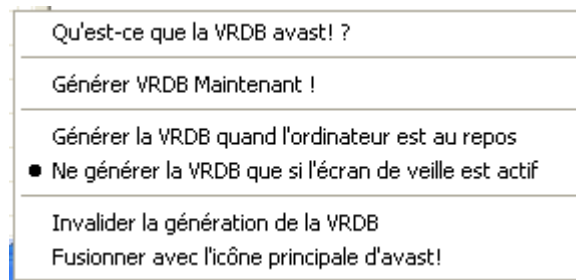 Qu'est-ce que la VRDB avast! ?
Générer VRDB Maintenant !
Générer la VRDB quand l'ordinateur est au repos
Ne générer la VRDB que si l'écran de veille est actif
Invalider la génération de la VRDB
Fusionner avec l'icône principale d'avast!